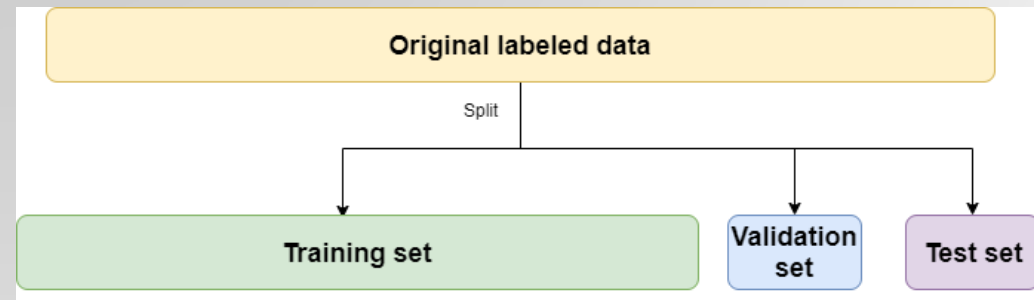 Original labeled data
Split
Training set
Validation
set
Test set